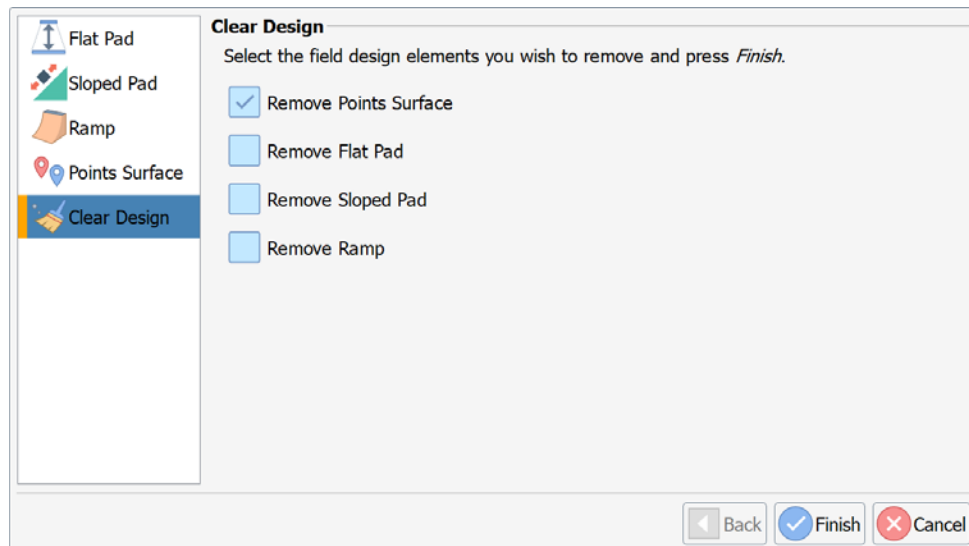 Flat Pad
Sloped Pad
Ramp
Points Surface
Clear Design
Clear Design
Select the field design elements you wish to remove and press Finish.
Remove Points Surface
Remove Flat Pad
Remove Sloped Pad
Remove Ramp
Back
Finish
Cancel